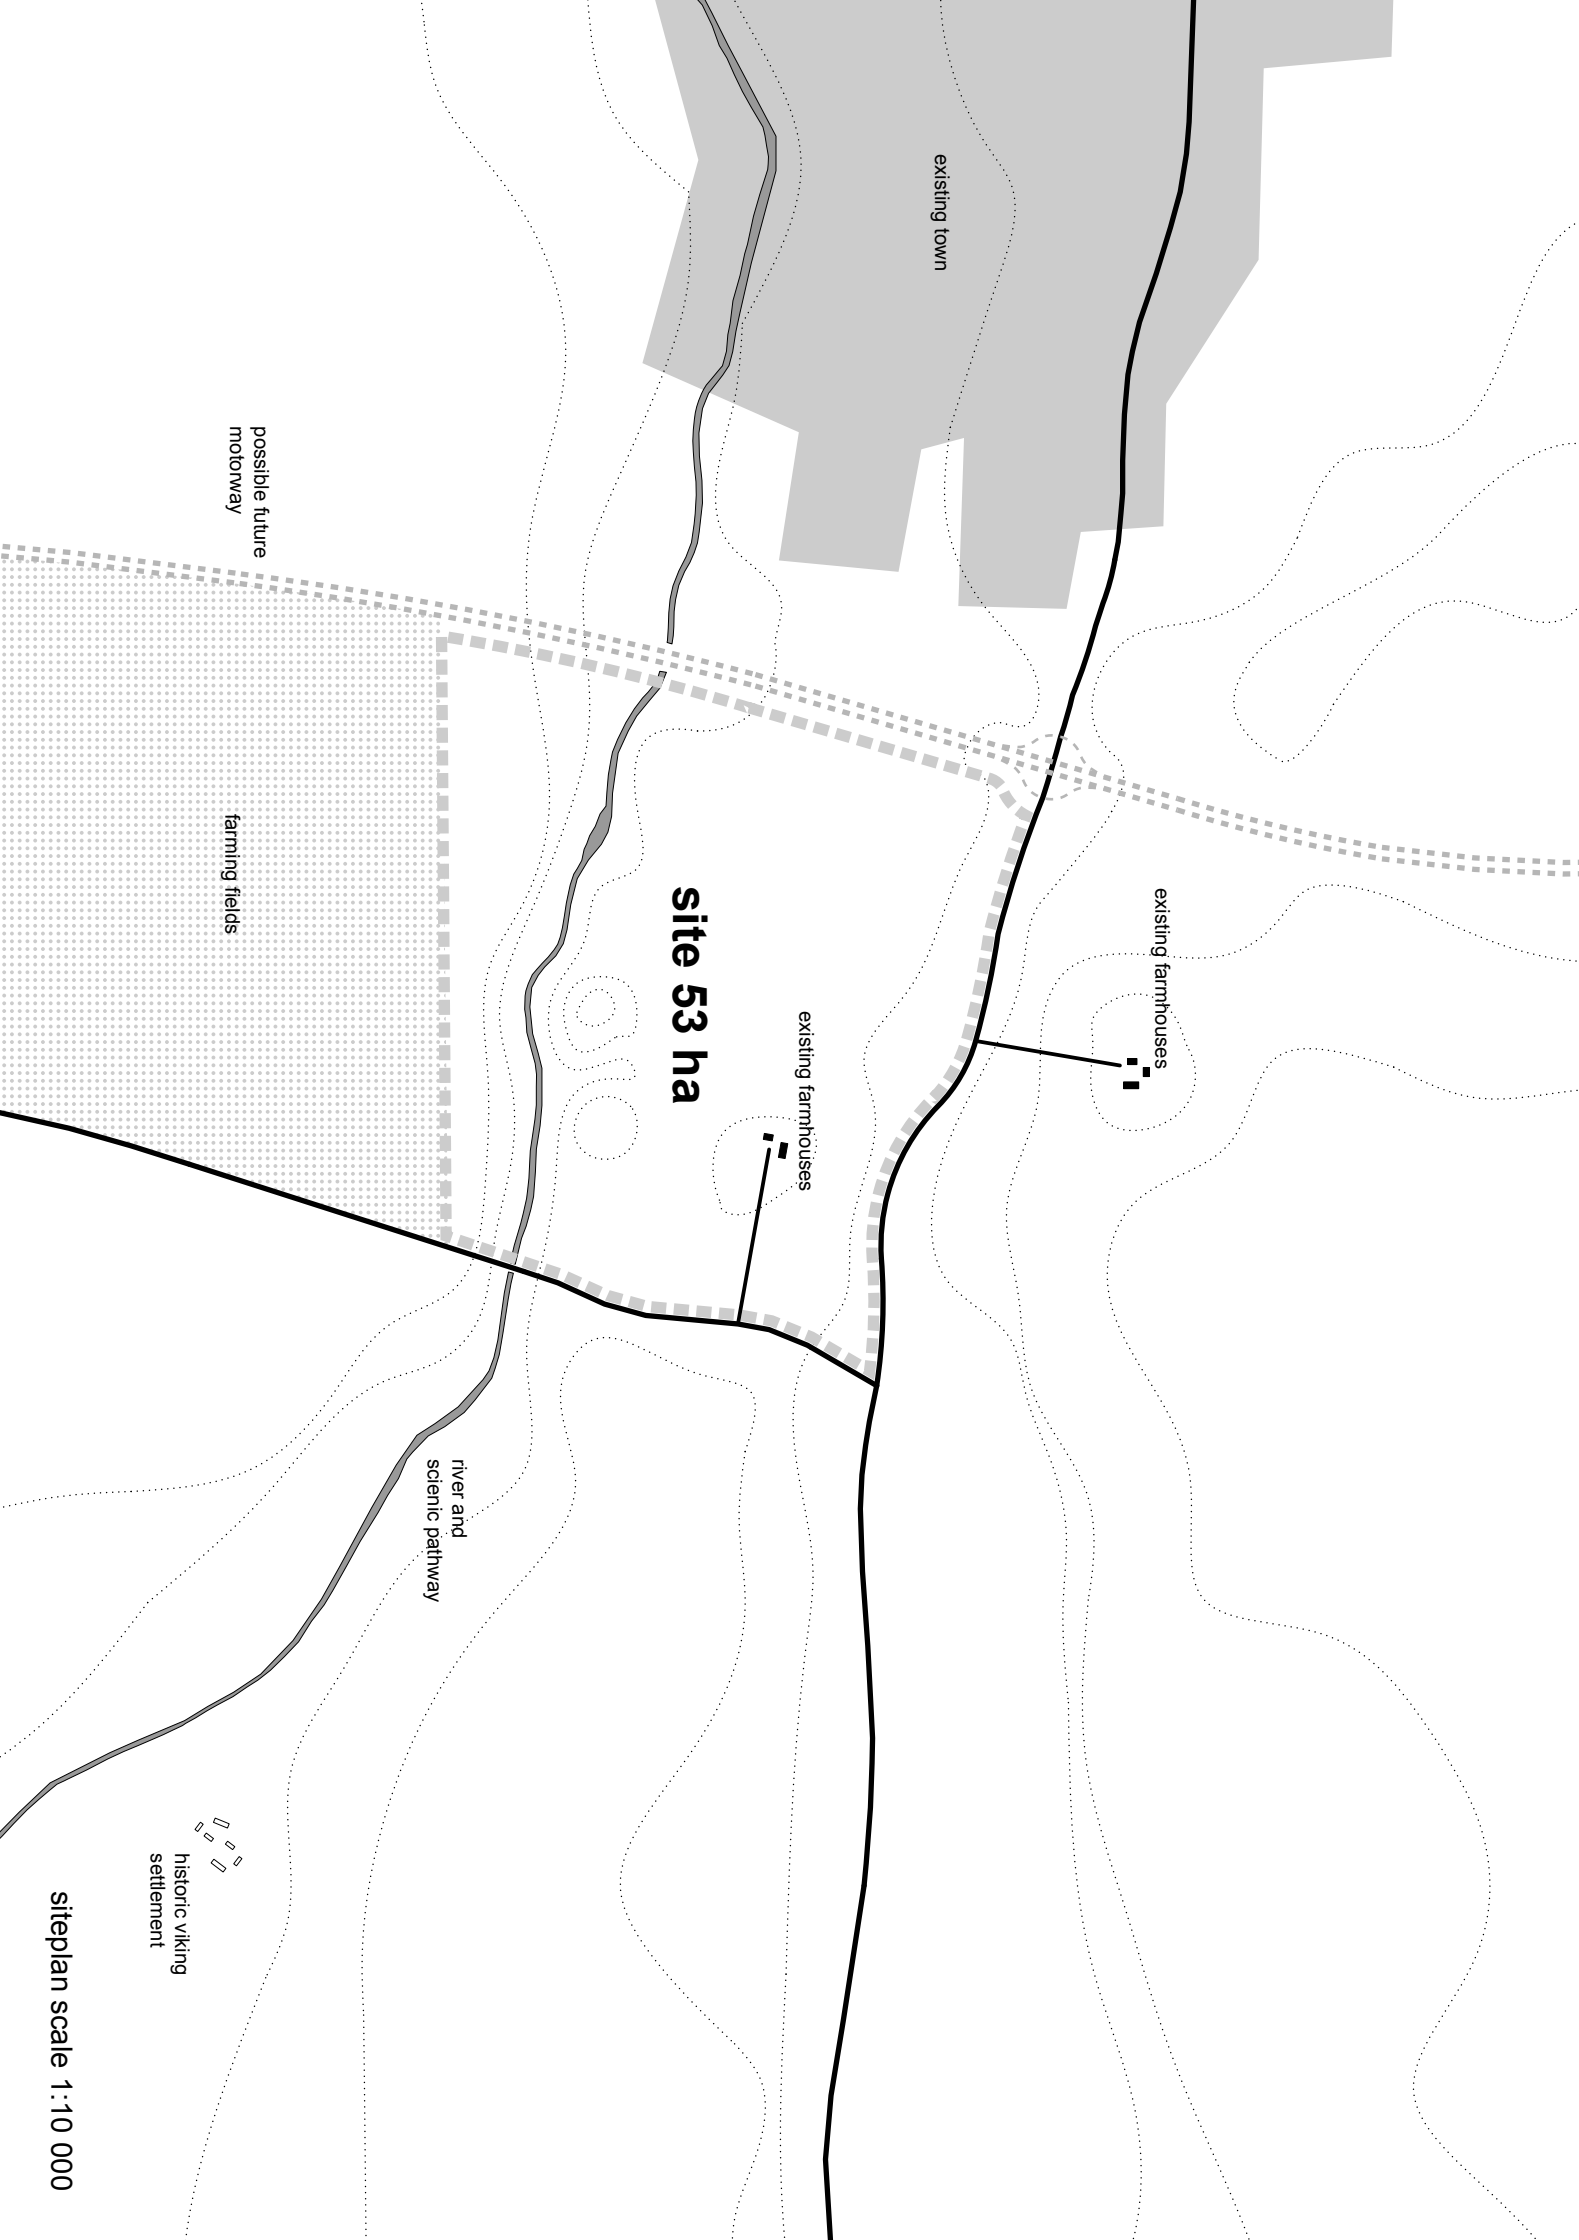 existing town
possible future
motorway
farming fields
site 53 ha
existing farmhouses
existing farmhouses
river and
scienic pathway
historic viking
settlement
siteplan scale 1:10 000